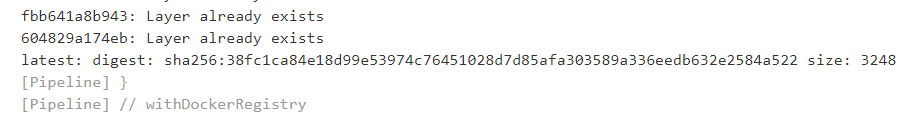 fbb641a8b943: Layer already exists
604829a174eb: Layer already exists
latest: digest: sha256:38fc1ca84e18d99e53974c76451028d7d85afa303589a336eedb632e2584a522 size: 3248
[Pipeline] }
[Pipeline] // withDockerRegistry